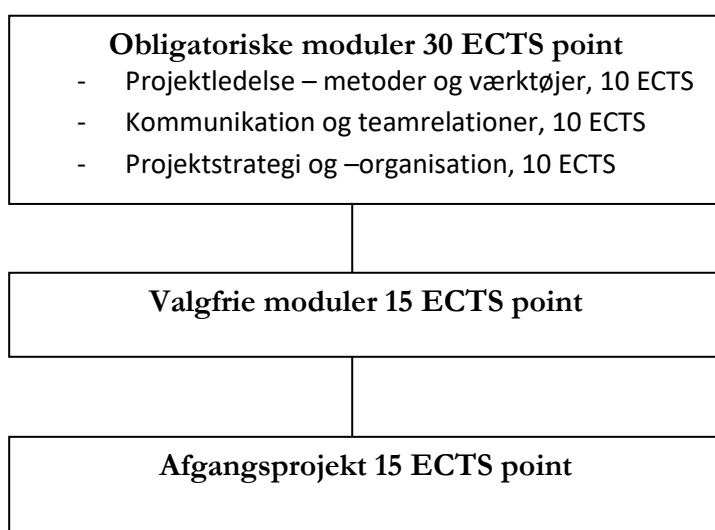 Obligatoriske moduler 30 ECTS point
- Projektledelse – metoder og værktøjer, 10 ECTS
- Kommunikation og teamrelationer, 10 ECTS
- Projektstrategi og –organisation, 10 ECTS
Valgfrie moduler 15 ECTS point
Afgangsprojekt 15 ECTS point